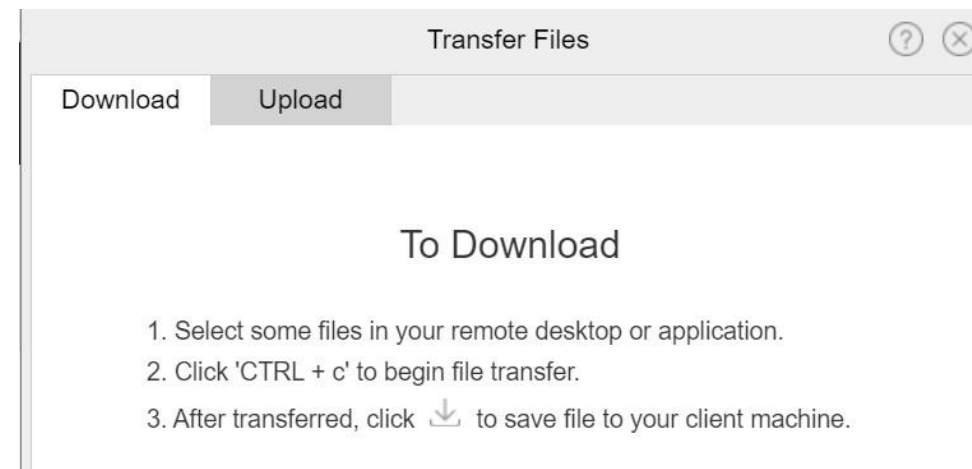 Transfer Files
Download Upload
To Download
1. Select some files in your remote desktop or application.
2. Click 'CTRL + c' to begin file transfer.
3. After transferred, click to save file to your client machine.